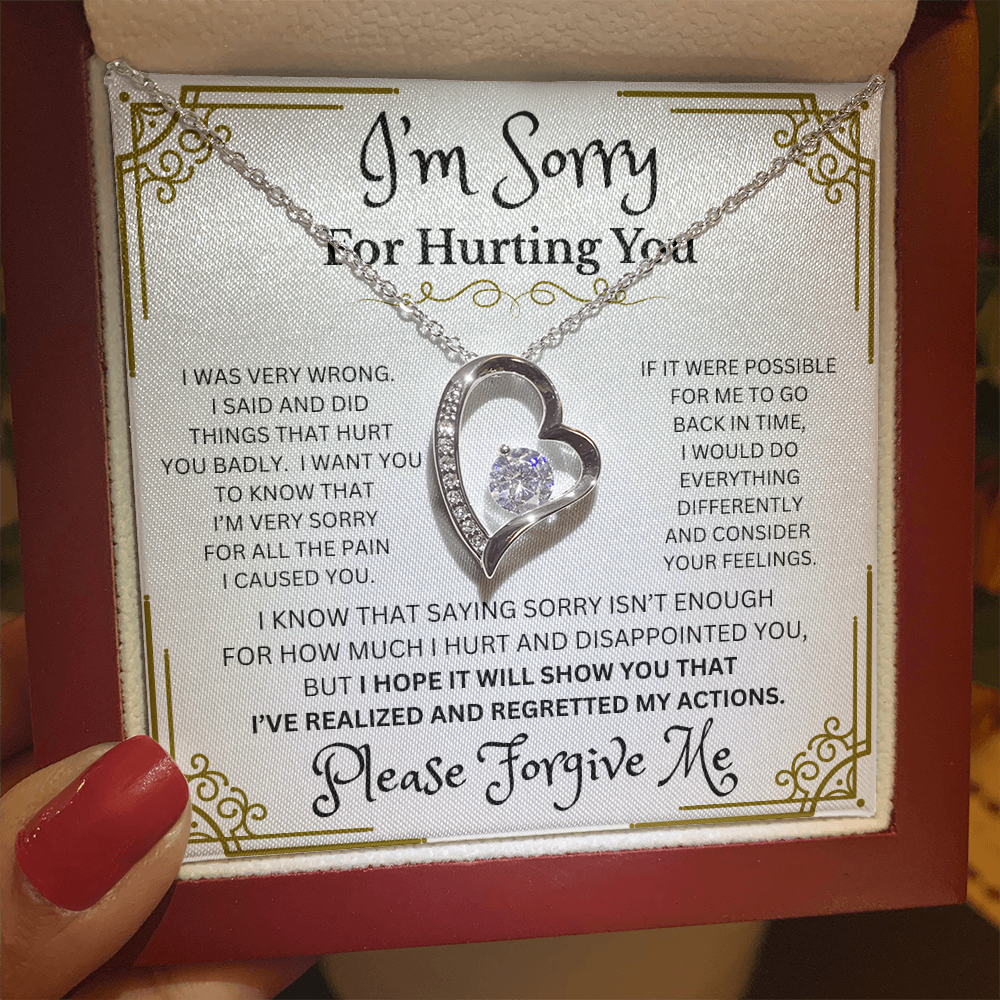 I'm Sorry
For Hurting You
I WAS VERY WRONG.
I SAID AND DID
THINGS THAT HURT
YOU BADLY. I WANT YOU
TO KNOW THAT
I'M VERY SORRY
FOR ALL THE PAIN
I CAUSED YOU.
IF IT WERE POSSIBLE
FOR ME TO GO
BACK IN TIME,
I WOULD DO
EVERYTHING
DIFFERENTLY
AND CONSIDER
YOUR FEELINGS.
I KNOW THAT SAYING SORRY ISN'T ENOUGH
FOR HOW MUCH I HURT AND DISAPPOINTED YOU,
BUT I HOPE IT WILL SHOW YOU THAT
I'VE REALIZED AND REGRETTED MY ACTIONS.
Please Forgive Me